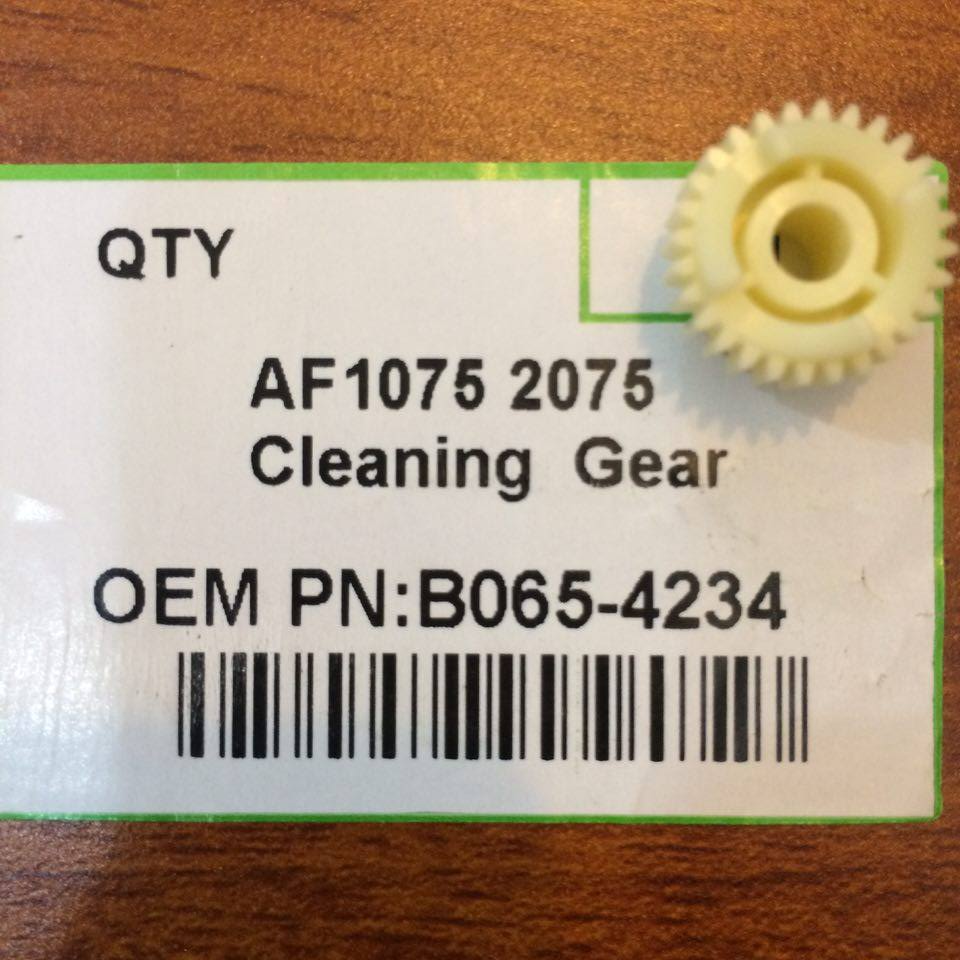 QTY
AF1075 2075
Cleaning Gear
OEM PN:B065-4234